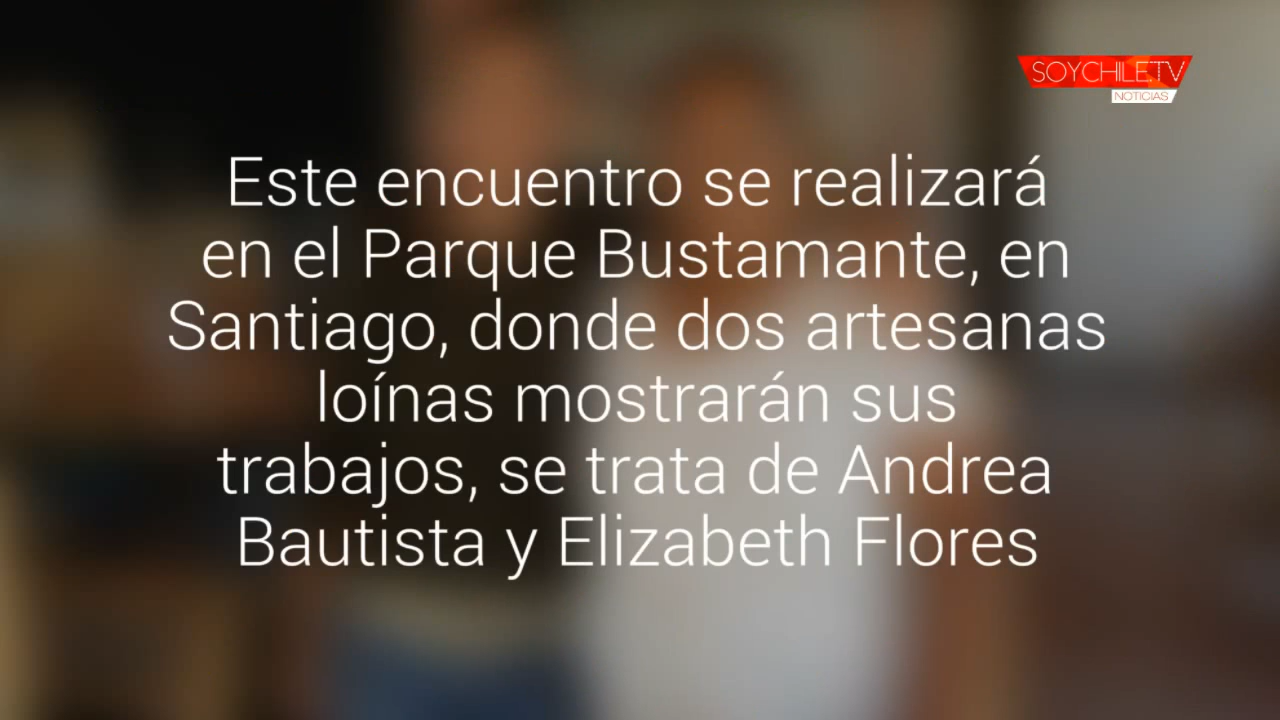 SOYCHILE.TV
NOTICIAS
Este encuentro se realizará
en el Parque Bustamante, en
Santiago, donde dos artesanas
loínas mostrarán sus
trabajos, se trata de Andrea
Bautista y Elizabeth Flores